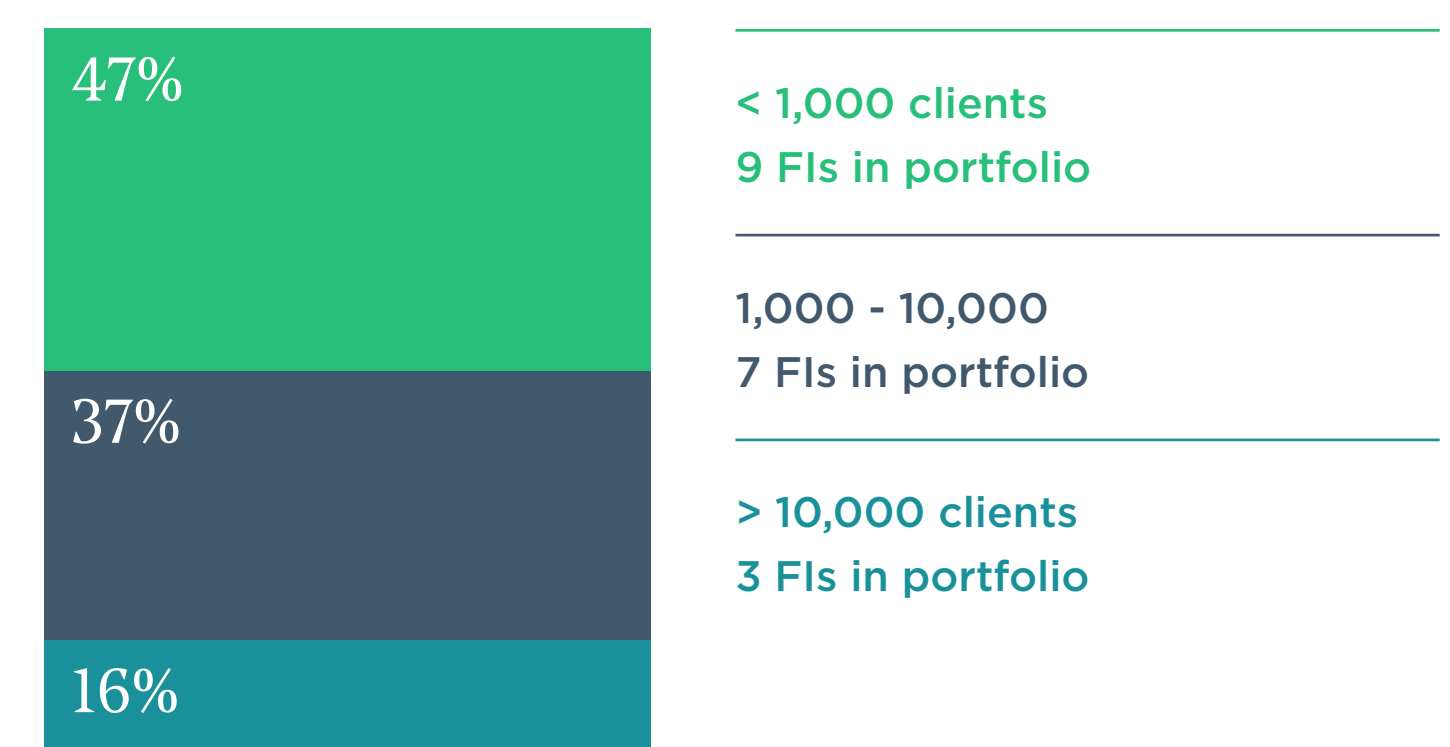 47%
< 1,000 clients
9 FIs in portfolio
37%
1,000 - 10,000
7 FIs in portfolio
16%
> 10,000 clients
3 FIs in portfolio